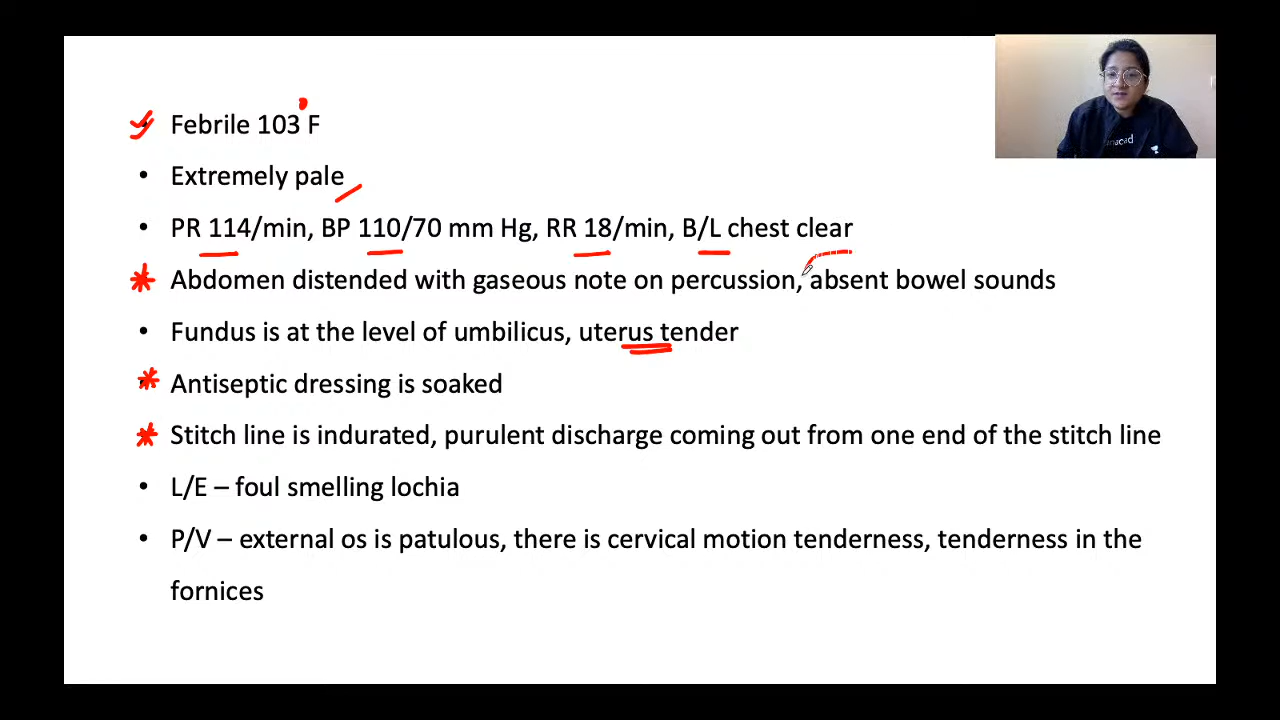 Febrile 103 F
• Extremely pale
• PR 114/min, BP 110/70 mm Hg, RR 18/min, B/L chest clear
Abdomen distended with gaseous note on percussion, absent bowel sounds
• Fundus is at the level of umbilicus, uterus tender
Antiseptic dressing is soaked
Stitch line is indurated, purulent discharge coming out from one end of the stitch line
• L/E – foul smelling lochia
• P/V – external os is patulous, there is cervical motion tenderness, tenderness in the
fornices